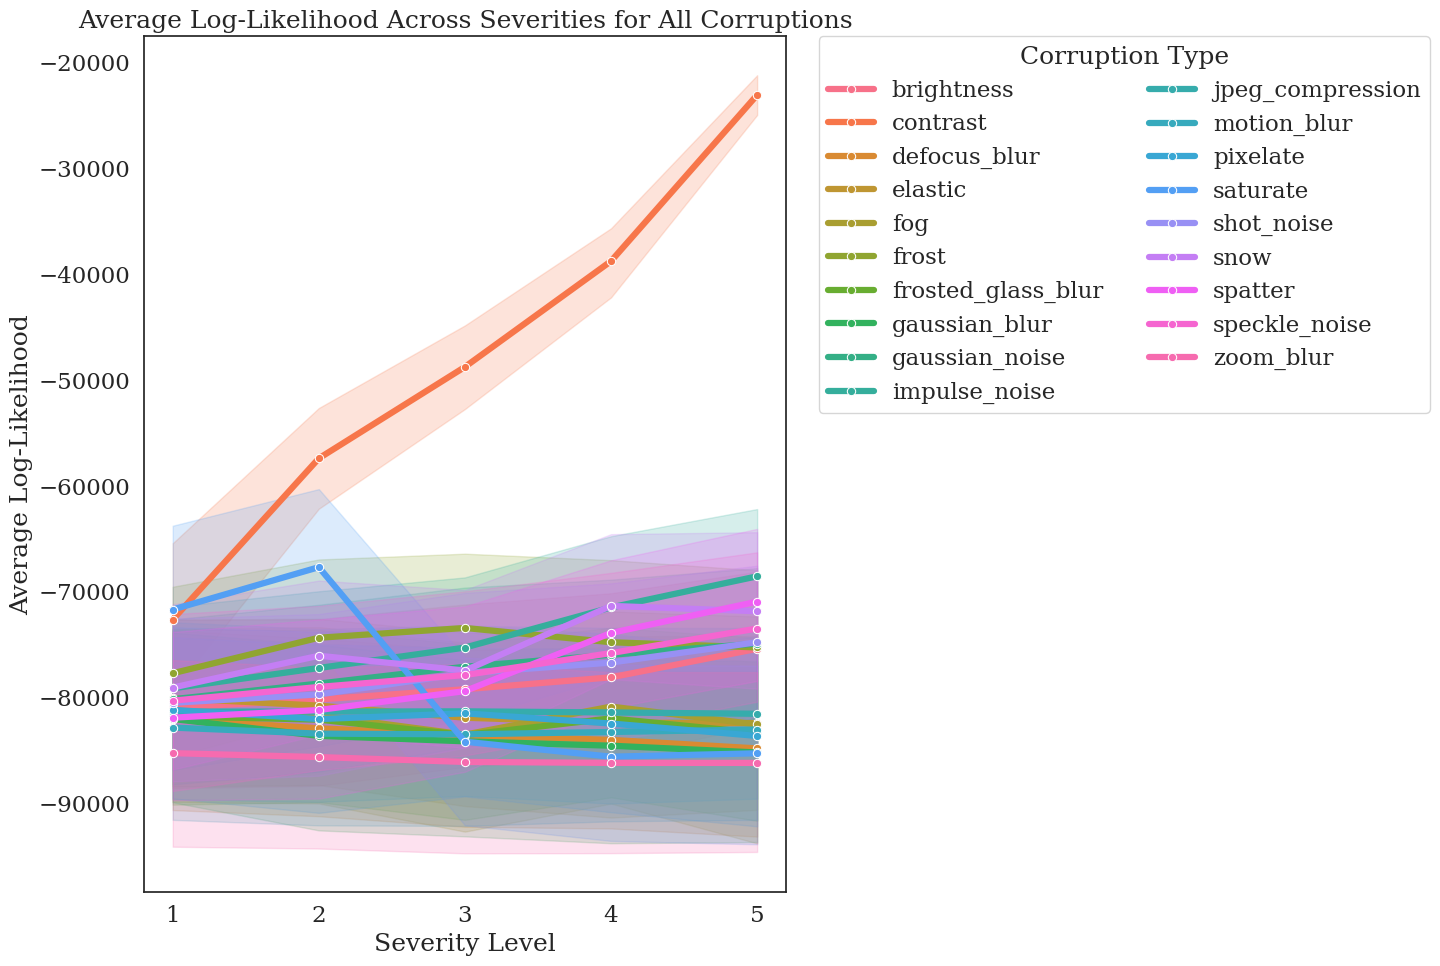 Average Log-Likelihood Across Severities for All Corruptions
Average Log-Likelihood
−20000
−30000
−40000
−50000
−60000
−70000
−80000
−90000
1 2 3 4 5
Severity Level
Corruption Type
brightness
contrast
defocus_blur
elastic
fog
frost
frosted_glass_blur
gaussian_blur
gaussian_noise
impulse_noise
jpeg_compression
motion_blur
pixelate
saturate
shot_noise
snow
spatter
speckle_noise
zoom_blur